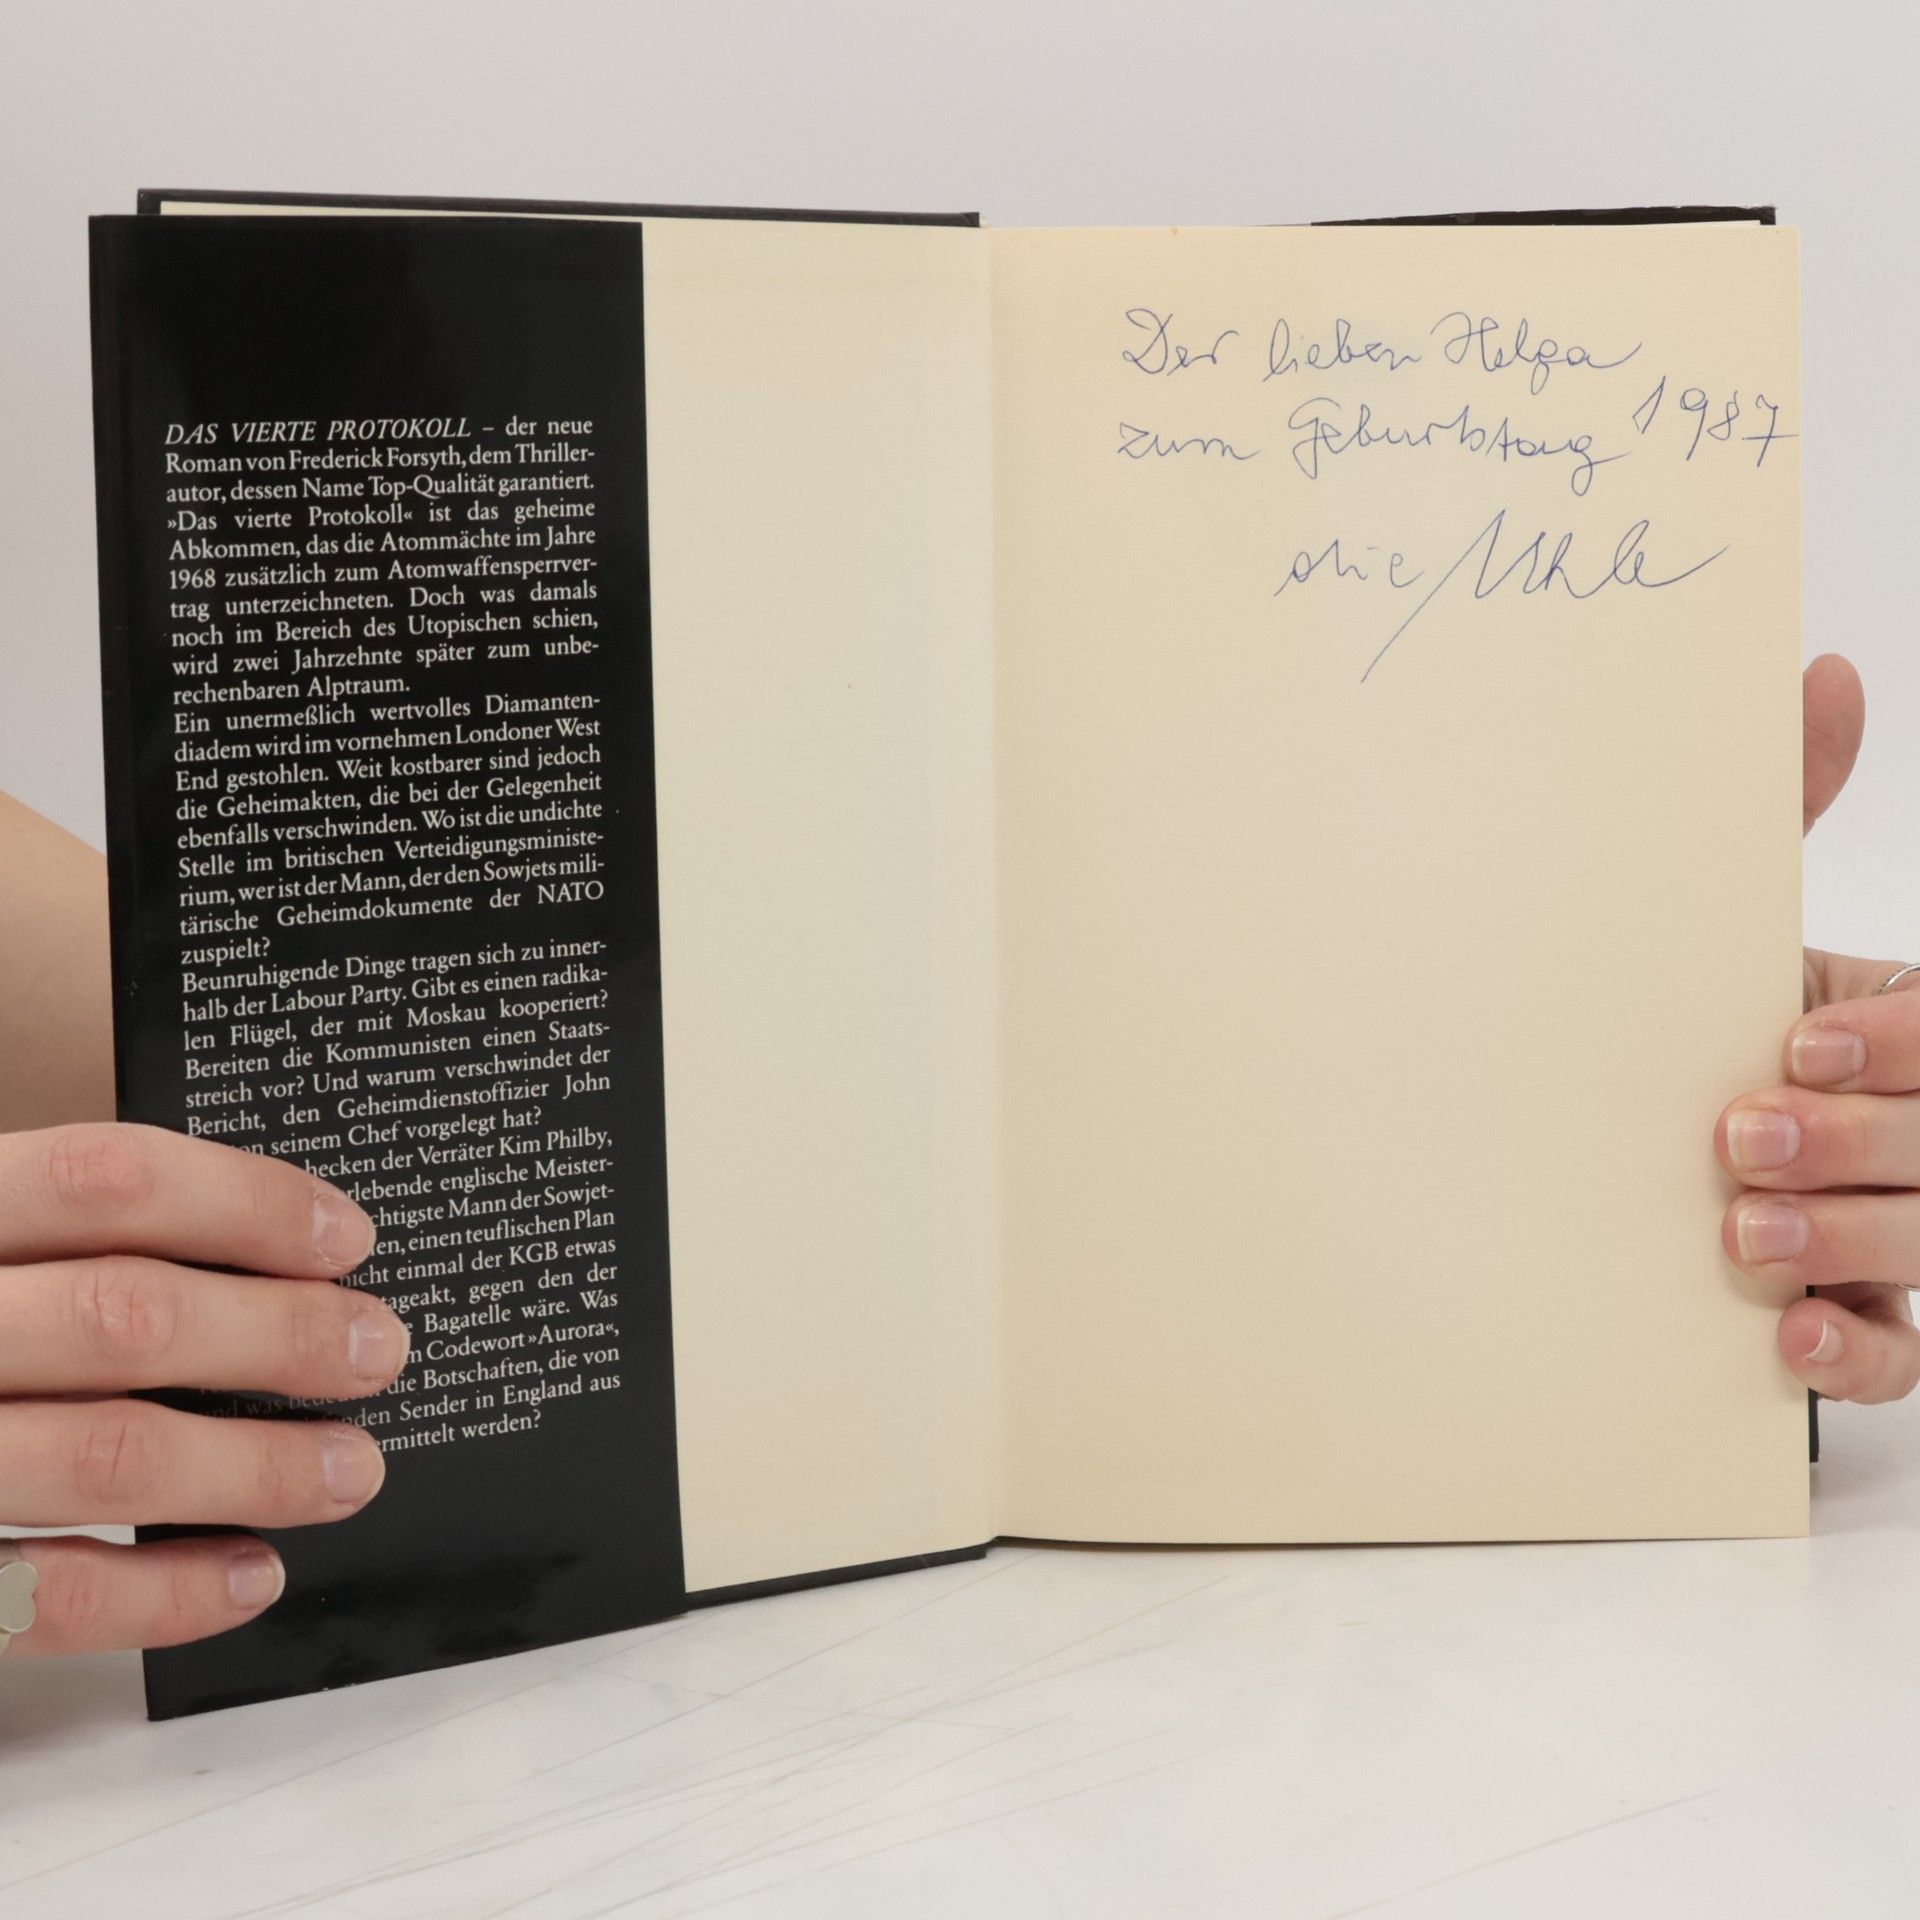 DAS VIERTE PROTOKOLL – der neue
Roman von Frederick Forsyth, dem Thriller-
autor, dessen Name Top-Qualität garantiert.
»Das vierte Protokoll« ist das geheime
Abkommen, das die Atommächte im Jahre
1968 zusätzlich zum Atomwaffensperrver-
trag unterzeichneten. Doch was damals
noch im Bereich des Utopischen schien,
wird zwei Jahrzehnte später zum unbe-
rechenbaren Alptraum.
Ein unermeßlich wertvolles Diamanten-
diadem wird im vornehmen Londoner West
End gestohlen. Weit kostbarer sind jedoch
die Geheimakten, die bei der Gelegenheit
ebenfalls verschwinden. Wo ist die undichte
Stelle im britischen Verteidigungsministe-
rium, wer ist der Mann, der den Sowjets mili-
tärische Geheimdokumente der NATO
zuspielt?
Beunruhigende Dinge tragen sich zu inner-
halb der Labour Party. Gibt es einen radika-
len Flügel, der mit Moskau kooperiert?
Bereiten die Kommunisten einen Staats-
streich vor? Und warum verschwindet der
Bericht, den Geheimdienstoffizier John
seinem Chef vorgelegt hat?
hecken der Verräter Kim Philby,
rlebende englische Meister-
chtigste Mann der Sowjet-
en, einen teuflischen Plan
nicht einmal der KGB etwas
tageakt, gegen den der
Bagatelle wäre. Was
m Codewort »Aurora«,
die Botschaften, die von
und was nden Sender in England aus
ermittelt werden?
Der lieben Helga
zum Geburtstag 1987